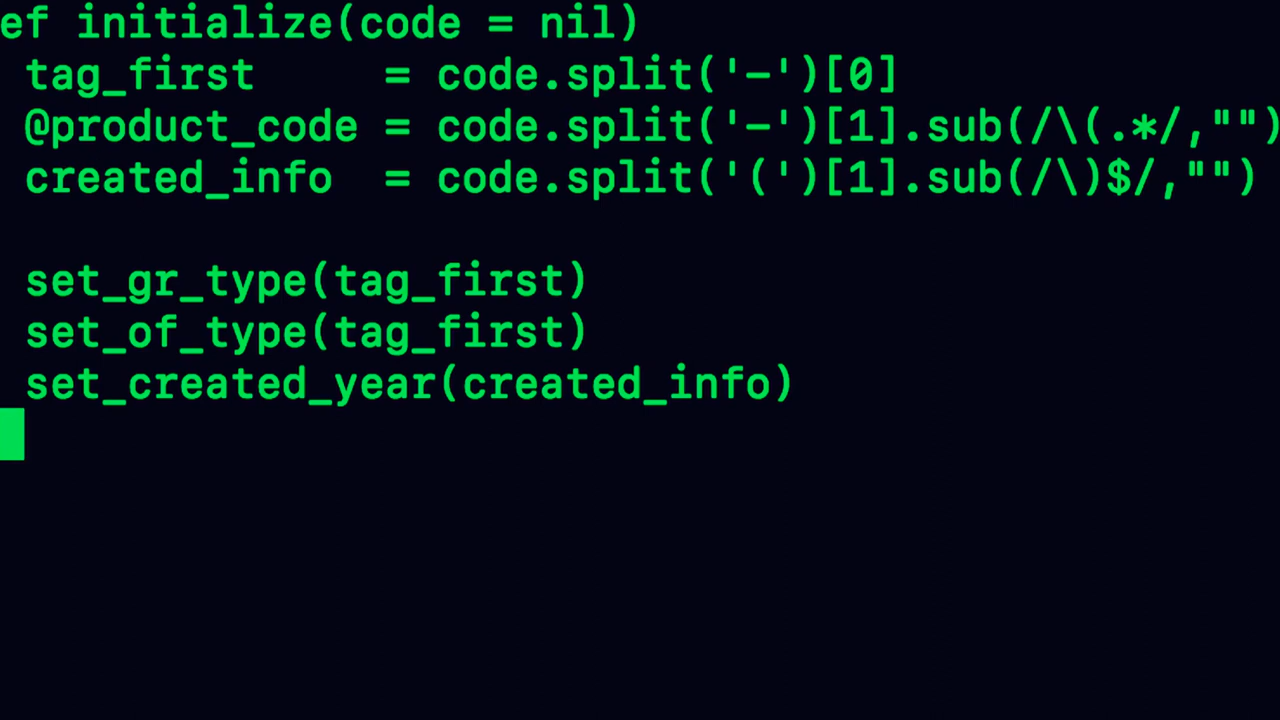 ef initialize(code = nil)
tag_first     = code.split('-')[0]
@product_code = code.split('-')[1].sub(/\(.*/,"")
created_info  = code.split('(')[1].sub(/\)$/,"")
set_gr_type(tag_first)
set_of_type(tag_first)
set_created_year(created_info)